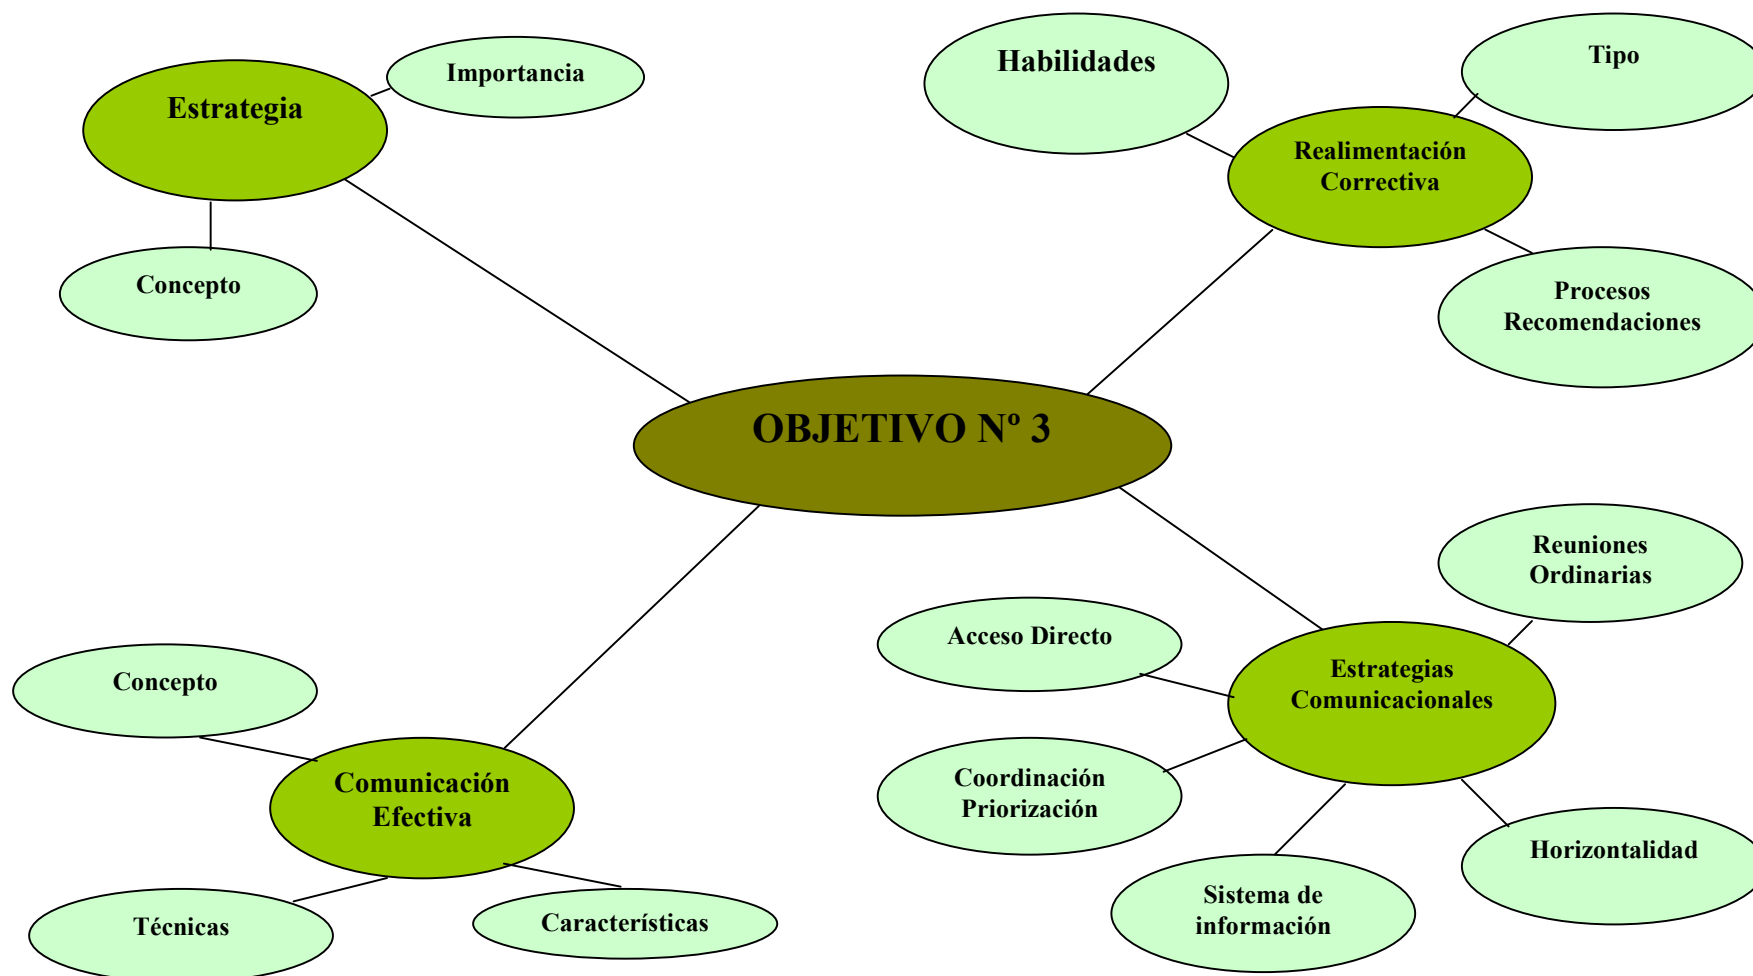 Importancia
Estrategia
Concepto
Habilidades
Tipo
Realimentación
Correctiva
Procesos
Recomendaciones
OBJETIVO Nº 3
Concepto
Comunicación
Efectiva
Técnicas
Características
Reuniones
Ordinarias
Acceso Directo
Estrategias
Comunicacionales
Coordinación
Priorización
Horizontalidad
Sistema de
información